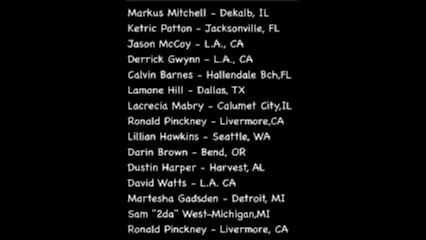 Markus Mitchell - Dekalb, IL
Ketric Patton - Jacksonville, FL
Jason McCoy - L.A., CA
Derrick Gwynn - L.A., CA
Calvin Barnes - Hallendale Bch,FL
Lamone Hill - Dallas, TX
Lacrecia Mabry - Calumet City,IL
Ronald Pinckney - Livermore,CA
Lillian Hawkins - Seattle, WA
Darin Brown - Bend, OR
Dustin Harper - Harvest, AL
David Watts - L.A. CA
Martesha Gadsden - Detroit, MI
Sam "2da" West-Michigan,MI
Ronald Pinckney - Livermore, CA